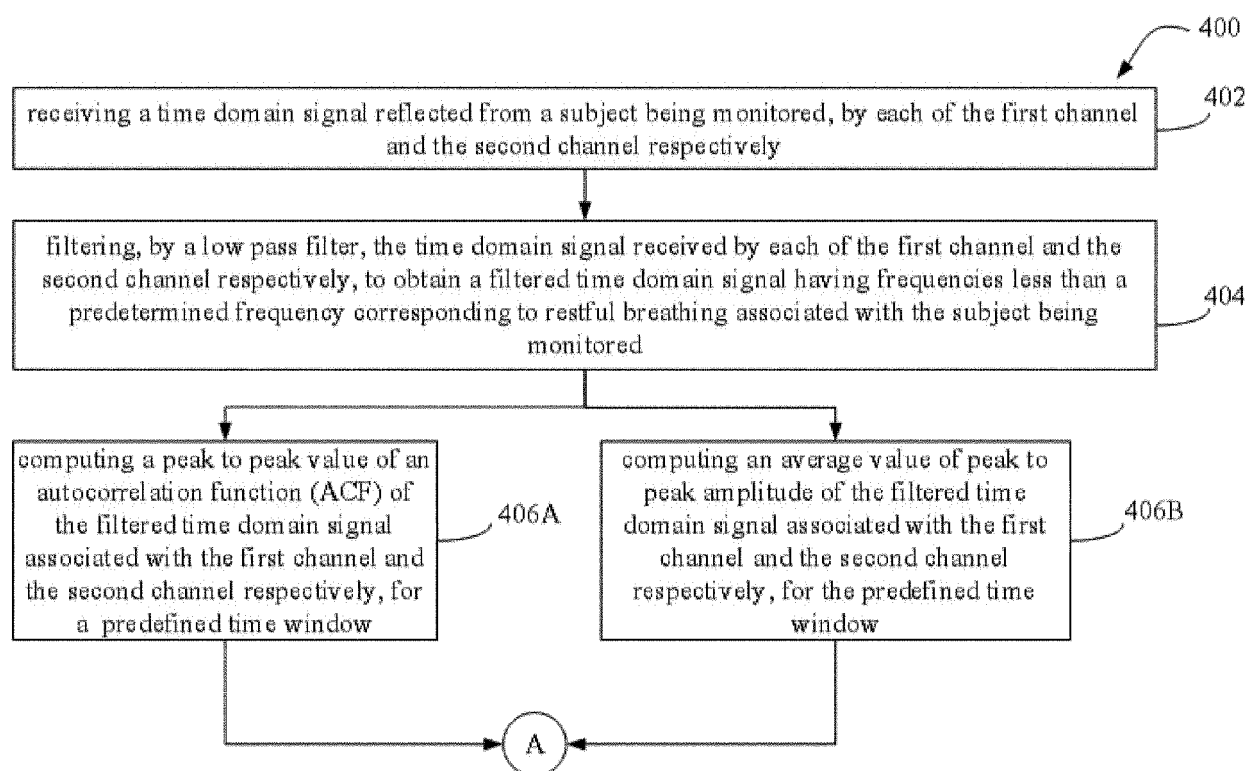 400
receiving a time domain signal reflected from a subject being monitored, by each of the first channel
and the second channel respectively
402
filtering, by a low pass filter, the time domain signal received by each of the first channel and the
second channel respectively, to obtain a filtered time domain signal having frequencies less than a
predetermined frequency corresponding to restful breathing associated with the subject being
monitored
404
computing a peak to peak value of an
autocorrelation function (ACF) of
the filtered time domain signal
associated with the first channel and
the second channel respectively, for
a predefined time window
406A
computing an average value of peak to
peak amplitude of the filtered time
domain signal associated with the first
channel and the second channel
respectively, for the predefined time
window
406B
A